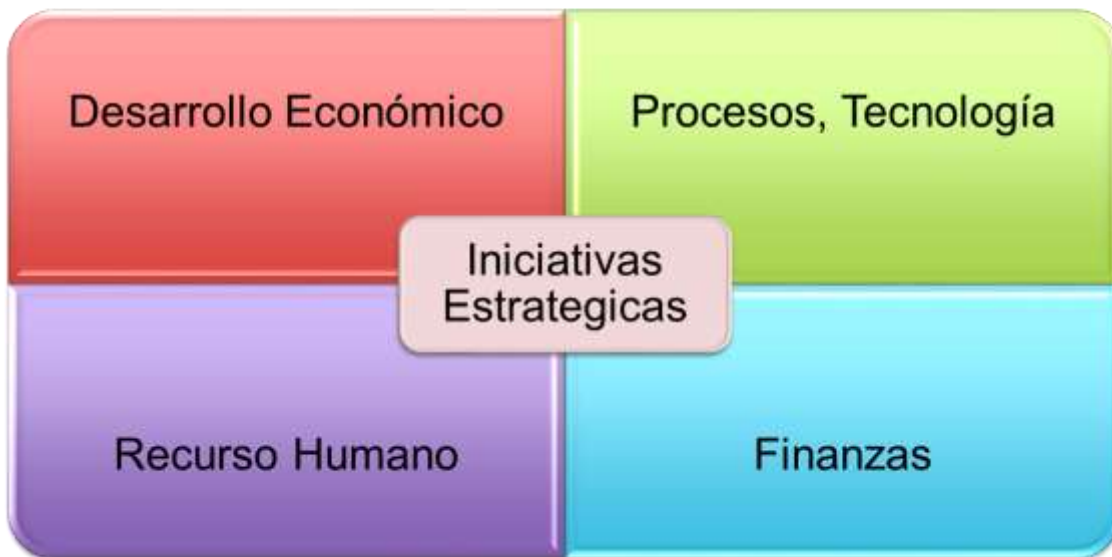 Desarrollo Económico
Procesos, Tecnología
Iniciativas
Estrategicas
Recurso Humano
Finanzas